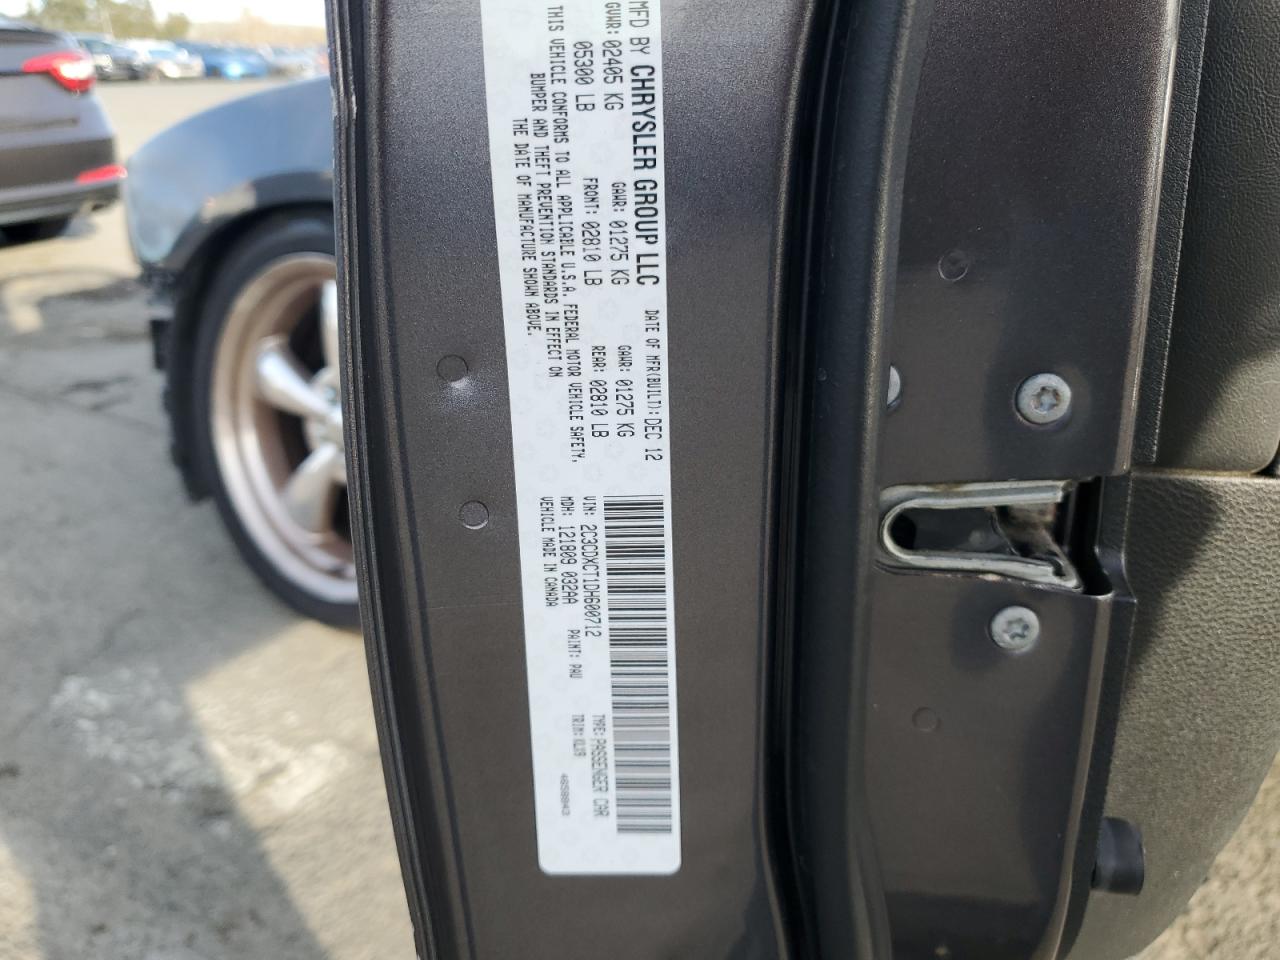 MFD BY CHRYSLER GROUP LLC DATE OF MFR(BUILT): DEC 12
GVWR: 02405 KG GAWR: 01275 KG GAWR: 01275 KG
05300 LB FRONT: 02810 LB REAR: 02810 LB
THIS VEHICLE CONFORMS TO ALL APPLICABLE U.S.A. FEDERAL MOTOR VEHICLE SAFETY,
BUMPER AND THEFT PREVENTION STANDARDS IN EFFECT ON
THE DATE OF MANUFACTURE SHOWN ABOVE.
VIN: 2C3CDXCT1DH600712 TYPE: PASSENGER CAR
MDH: 121809 032AA PAINT: PAU TRIM:
VEHICLE MADE IN CANADA